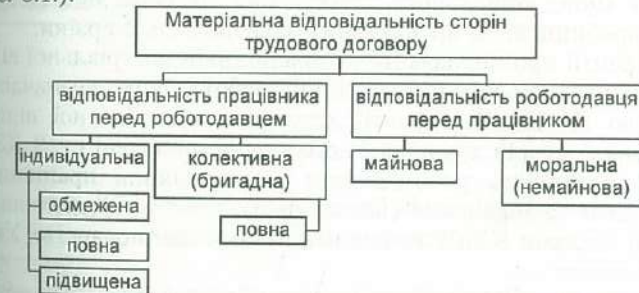 Матеріальна відповідальність сторін
трудового договору
відповідальність працівника
перед роботодавцем
відповідальність роботодавця
перед працівником
індивідуальна
обмежена
повна
підвищена
колективна
(бригадна)
повна
майнова
моральна
(немайнова)